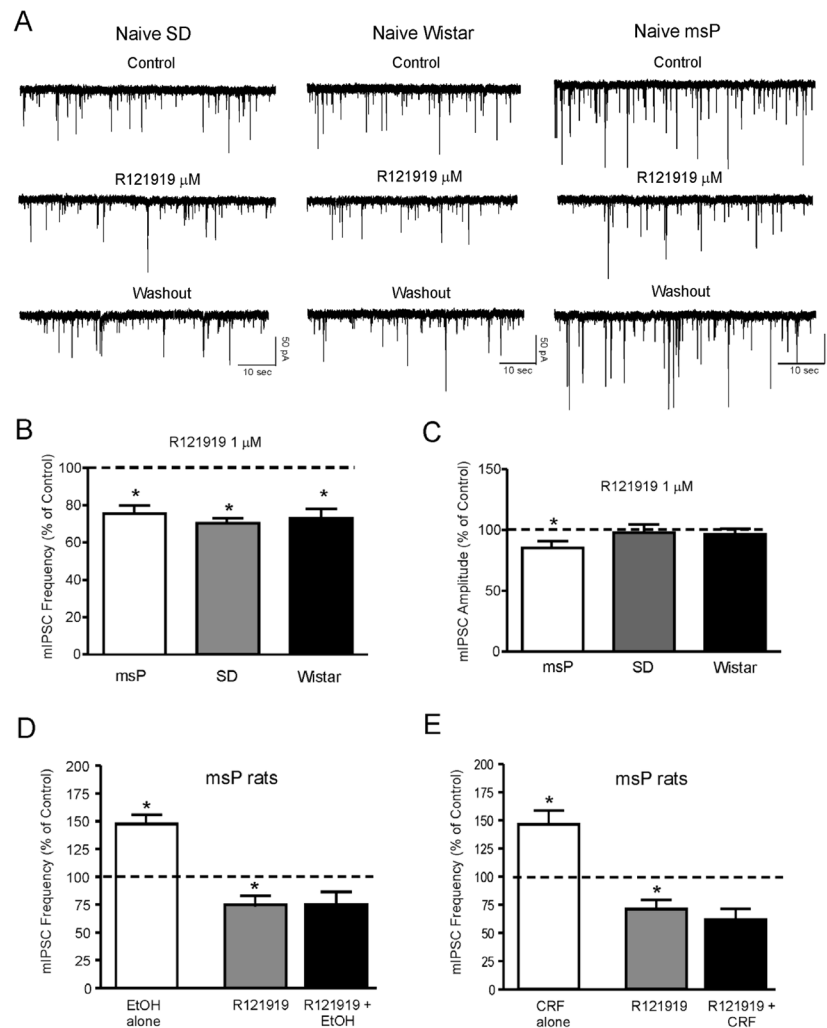 A
Naive SD
Naive Wistar
Naive msP
Control
Control
Control
R121919 μM
R121919 μM
R121919 μM
Washout
Washout
Washout
50 pA
10 sec
50 pA
10 sec
10 sec
B
R121919 1 μM
mIPSC Frequency (% of Control)
100
80
60
40
20
0
*
*
*
msP
SD
Wistar
C
R121919 1 μM
mIPSC Amplitude (% of Control)
150
100
50
0
*
msP
SD
Wistar
D
msP rats
mIPSC Frequency (% of Control)
200
175
150
125
100
75
50
25
0
*
*
EtOH alone
R121919
R121919 + EtOH
E
msP rats
mIPSC Frequency (% of Control)
200
175
150
125
100
75
50
25
0
*
*
CRF alone
R121919
R121919 + CRF